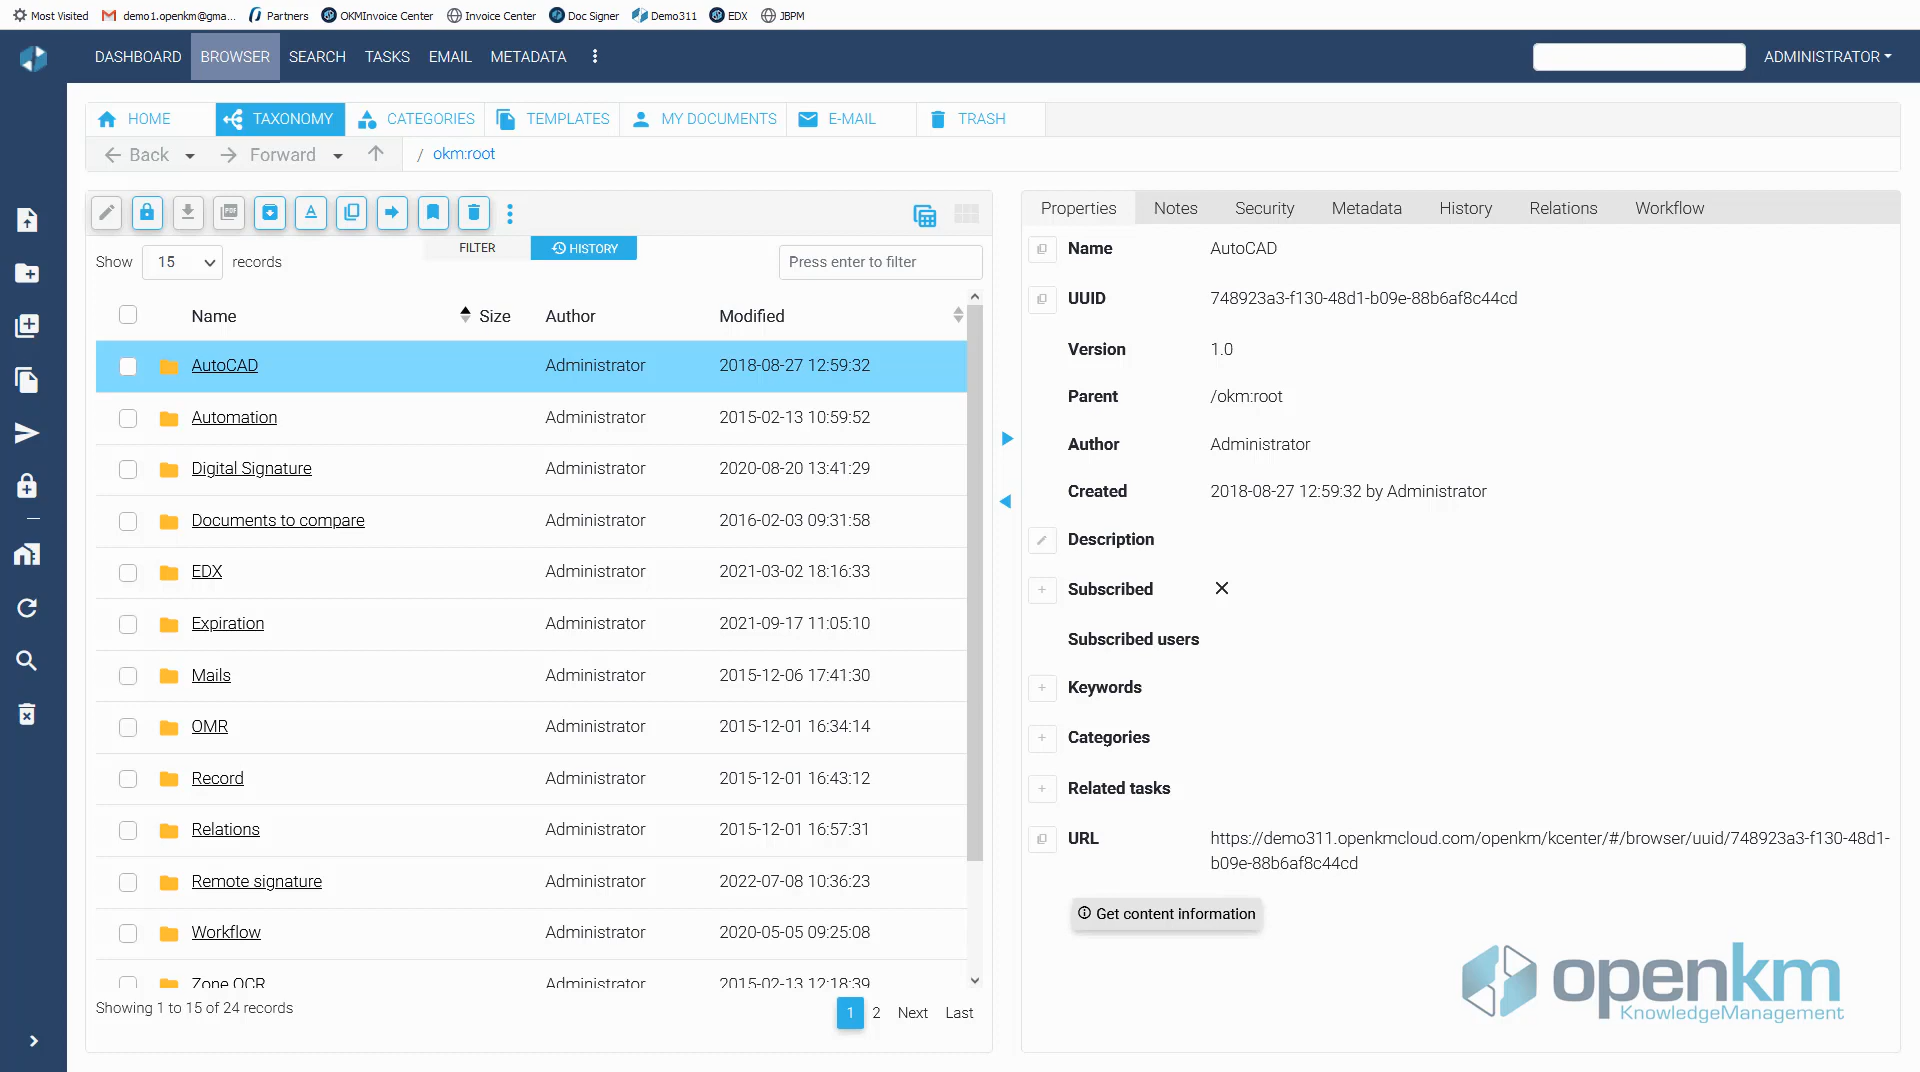 Most Visited demo1.openkm@gma... Partners OKMInvoice Center Invoice Center Doc Signer Demo311 EDX JBPM
DASHBOARD BROWSER SEARCH TASKS EMAIL METADATA ADMINISTRATOR
HOME TAXONOMY CATEGORIES TEMPLATES MY DOCUMENTS E-MAIL TRASH
Back Forward / okm:root
PDF A
FILTER HISTORY
Show 15 records Press enter to filter
Name Size Author Modified
AutoCAD Administrator 2018-08-27 12:59:32
Automation Administrator 2015-02-13 10:59:52
Digital Signature Administrator 2020-08-20 13:41:29
Documents to compare Administrator 2016-02-03 09:31:58
EDX Administrator 2021-03-02 18:16:33
Expiration Administrator 2021-09-17 11:05:10
Mails Administrator 2015-12-06 17:41:30
OMR Administrator 2015-12-01 16:34:14
Record Administrator 2015-12-01 16:43:12
Relations Administrator 2015-12-01 16:57:31
Remote signature Administrator 2022-07-08 10:36:23
Workflow Administrator 2020-05-05 09:25:08
Zone OCR Administrator 2015-02-13 12:18:39
Showing 1 to 15 of 24 records
1 2 Next Last
Properties Notes Security Metadata History Relations Workflow
Name AutoCAD
UUID 748923a3-f130-48d1-b09e-88b6af8c44cd
Version 1.0
Parent /okm:root
Author Administrator
Created 2018-08-27 12:59:32 by Administrator
Description
Subscribed
Subscribed users
Keywords
Categories
Related tasks
URL https://demo311.openkmcloud.com/openkm/kcenter/#/browser/uuid/748923a3-f130-48d1-
b09e-88b6af8c44cd
Get content information
openkm
KnowledgeManagement